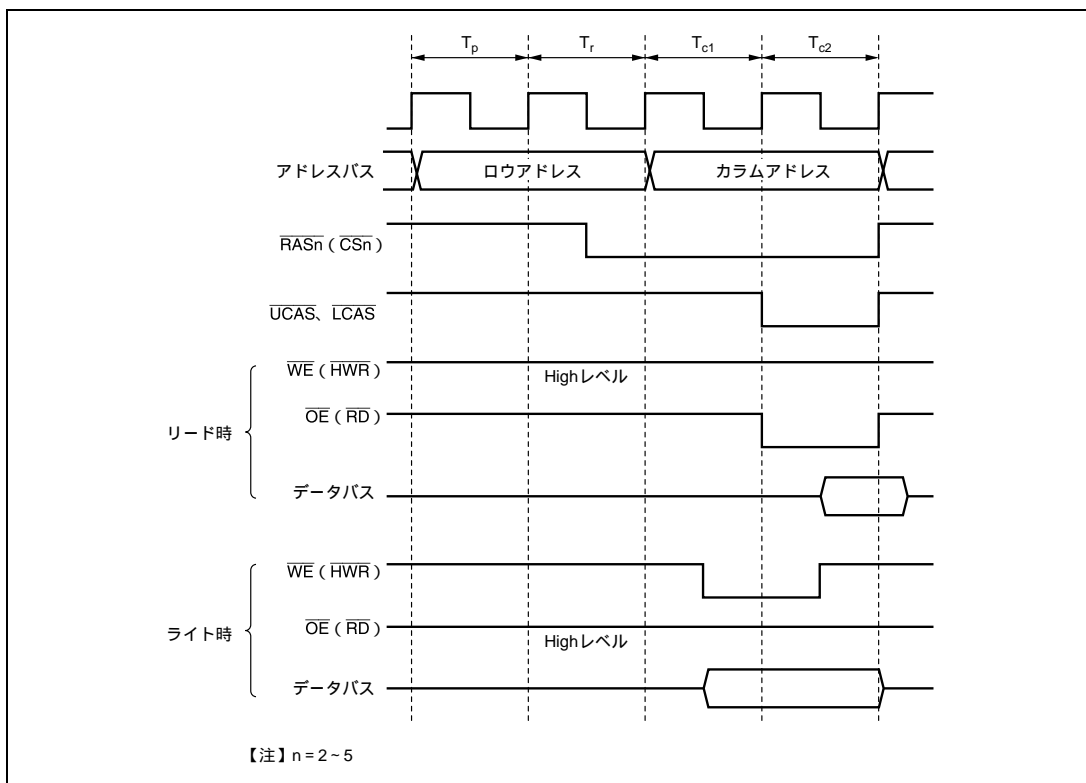 Tp Tr Tc1 Tc2
アドレスバス ロウアドレス カラムアドレス
RASn（CSn）
UCAS、LCAS
WE（HWR）
Highレベル
OE（RD）
リード時
データバス
WE（HWR）
OE（RD）
ライト時
Highレベル
データバス
【注】n = 2~5